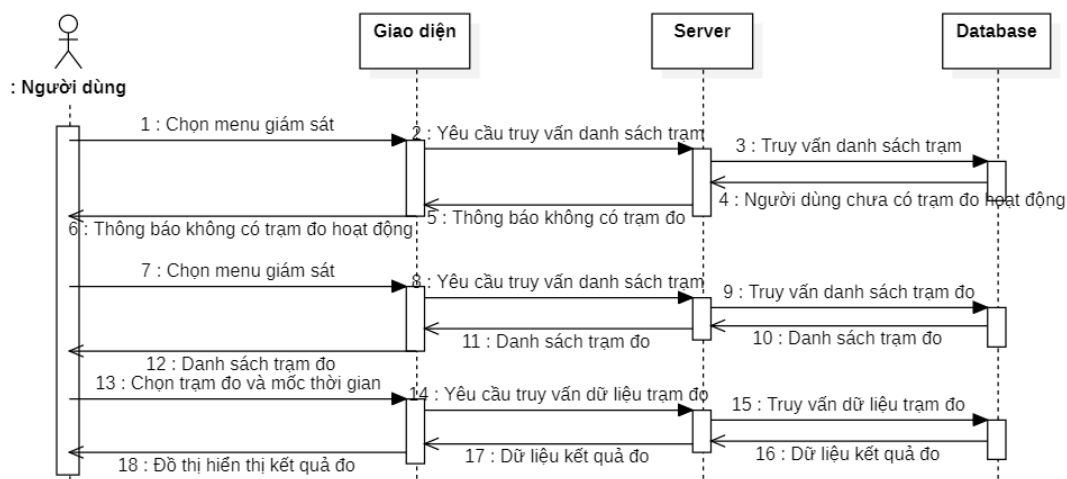 Giao diện
Server
Database
: Người dùng
1 : Chọn menu giám sát
2 : Yêu cầu truy vấn danh sách trạm
3 : Truy vấn danh sách trạm
4 : Người dùng chưa có trạm đo hoạt động
5 : Thông báo không có trạm đo
6 : Thông báo không có trạm đo hoạt động
7 : Chọn menu giám sát
8 : Yêu cầu truy vấn danh sách trạm
9 : Truy vấn danh sách trạm đo
10 : Danh sách trạm đo
11 : Danh sách trạm đo
12 : Danh sách trạm đo
13 : Chọn trạm đo và mốc thời gian
14 : Yêu cầu truy vấn dữ liệu trạm đo
15 : Truy vấn dữ liệu trạm đo
16 : Dữ liệu kết quả đo
17 : Dữ liệu kết quả đo
18 : Đồ thị hiển thị kết quả đo